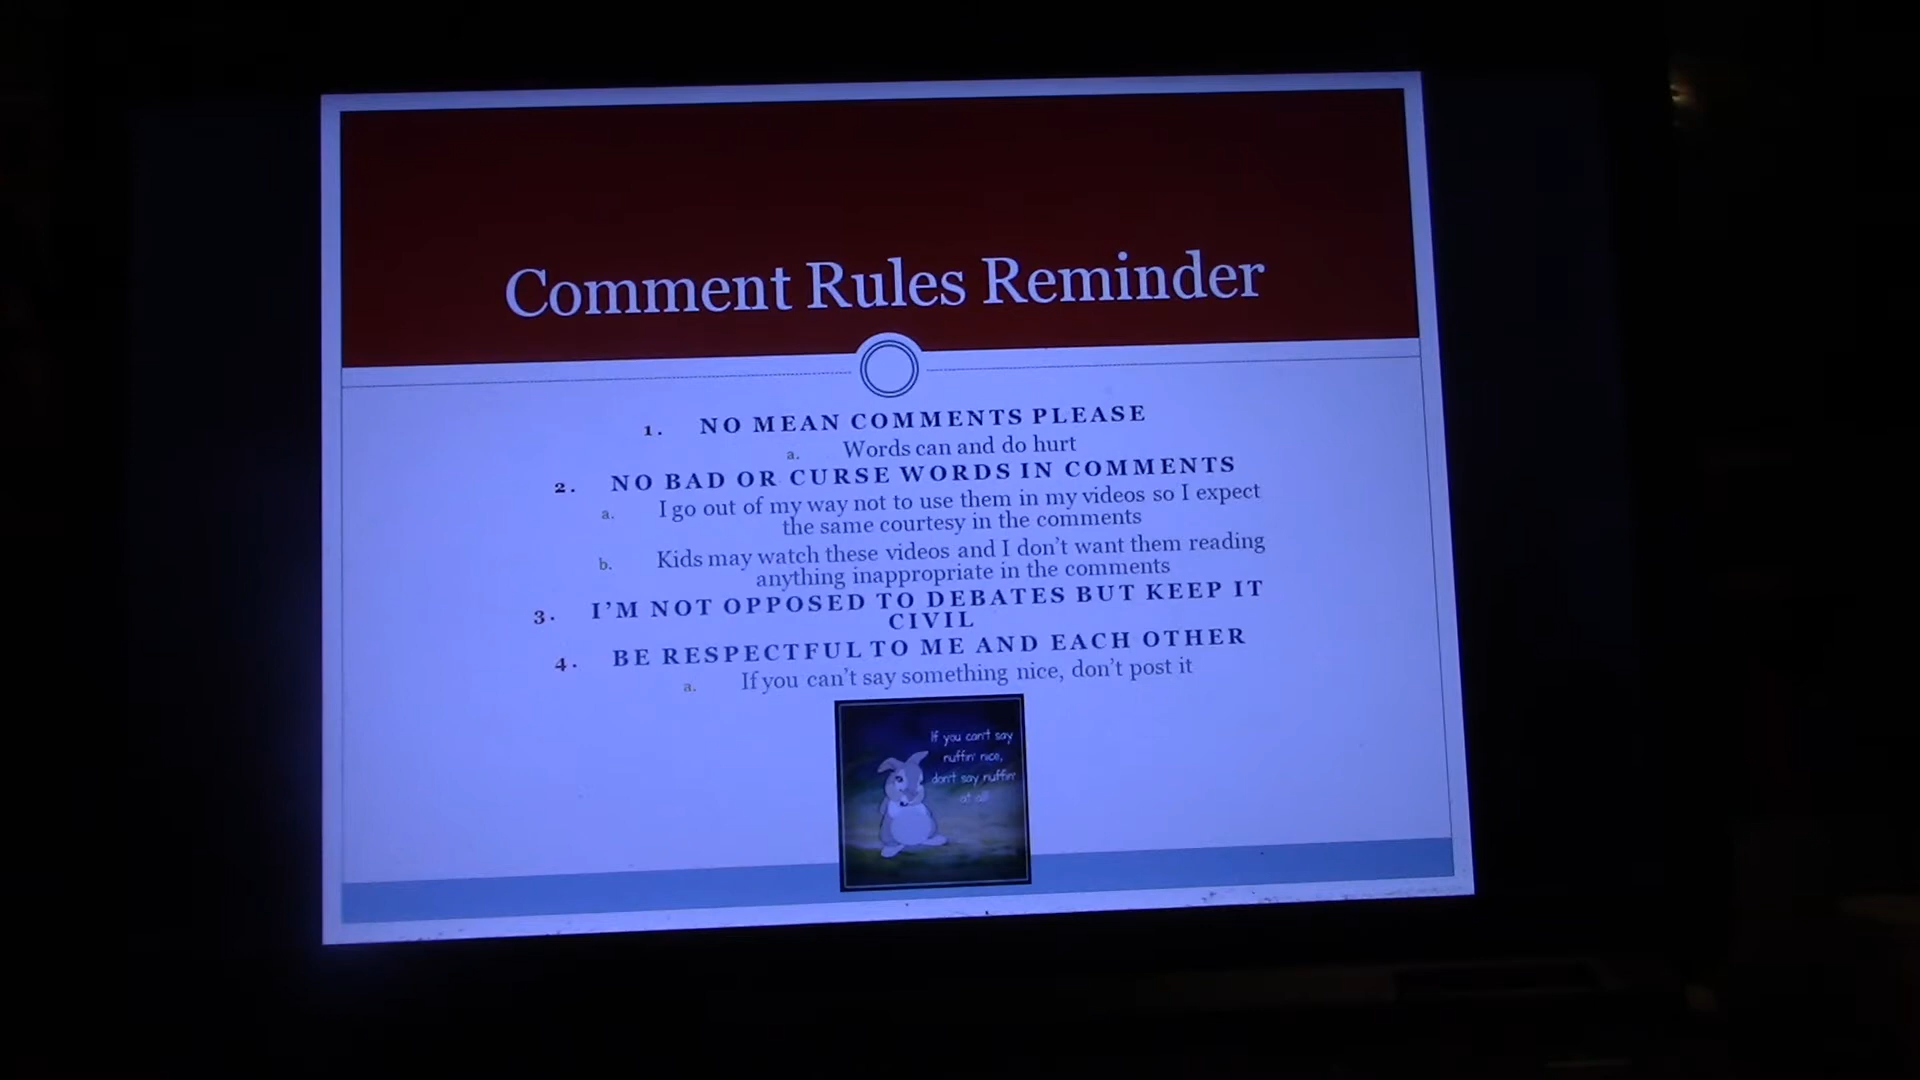 Comment Rules Reminder
1. NO MEAN COMMENTS PLEASE
a. Words can and do hurt
2. NO BAD OR CURSE WORDS IN COMMENTS
a. I go out of my way not to use them in my videos so I expect
the same courtesy in the comments
b. Kids may watch these videos and I don't want them reading
anything inappropriate in the comments
3. I'M NOT OPPOSED TO DEBATES BUT KEEP IT
CIVIL
4. BE RESPECTFUL TO ME AND EACH OTHER
a. If you can't say something nice, don't post it
If you can't say
nuffin' nice,
don't say nuffin'
at all